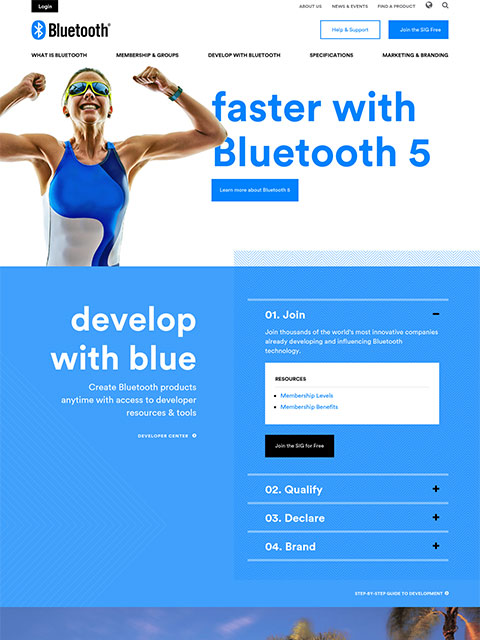 Login
ABOUT US NEWS & EVENTS FIND A PRODUCT
Bluetooth®
Help & Support
Join the SIG Free
WHAT IS BLUETOOTH MEMBERSHIP & GROUPS DEVELOP WITH BLUETOOTH SPECIFICATIONS MARKETING & BRANDING
faster with
Bluetooth 5
Learn more about Bluetooth 5
develop
with blue
Create Bluetooth products
anytime with access to developer
resources & tools
DEVELOPER CENTER
01. Join
Join thousands of the world's most innovative companies
already developing and influencing Bluetooth
technology.
RESOURCES
Membership Levels
Membership Benefits
Join the SIG for Free
02. Qualify
03. Declare
04. Brand
STEP-BY-STEP GUIDE TO DEVELOPMENT